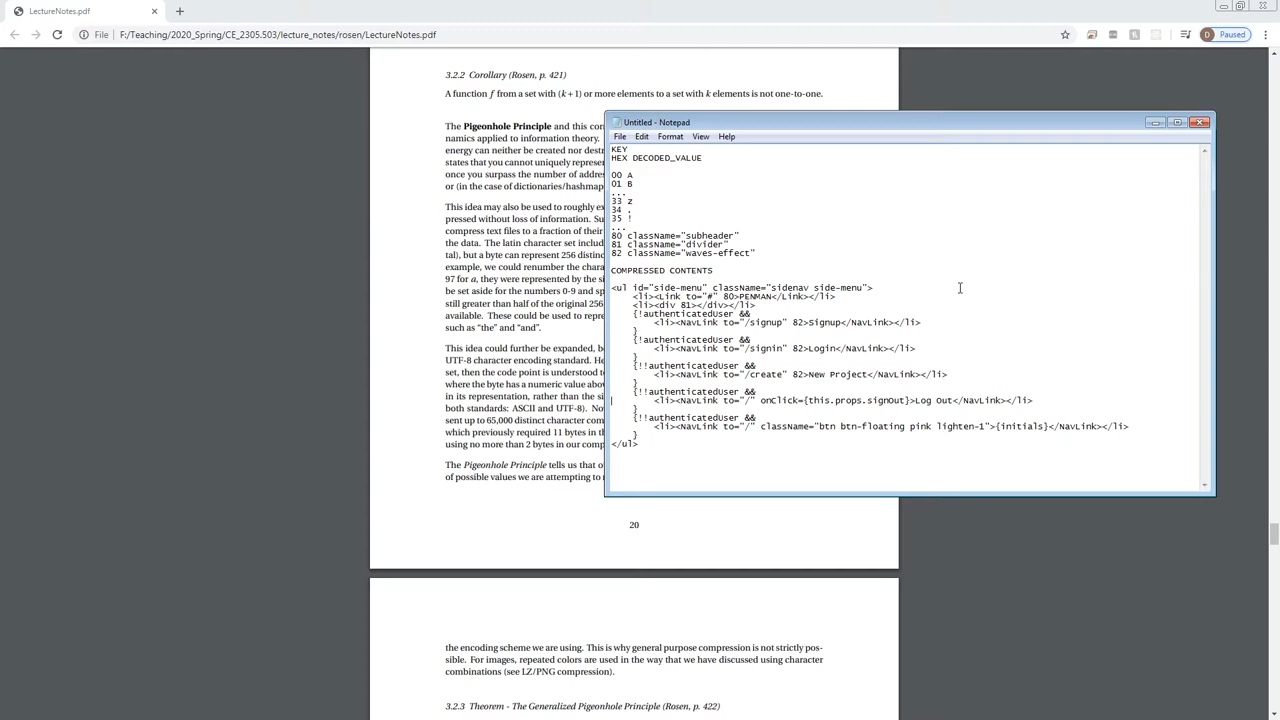 LectureNotes.pdf
File
F:/Teaching/2020_Spring/CE_2305.503/lecture_notes/rosen/LectureNotes.pdf
D Paused
3.2.2 Corollary (Rosen, p. 421)
A function f from a set with (k + 1) or more elements to a set with k elements is not one-to-one.
The Pigeonhole Principle and this con
namics applied to information theory.
energy can neither be created nor dest
states that you cannot uniquely represe
once you surpass the number of addres
or (in the case of dictionaries/hashmap
This idea may also be used to roughly ex
pressed without loss of information. Su
compress text files to a fraction of their
the data. The latin character set includ
tal), but a byte can represent 256 distinc
example, we could renumber the chara
97 for a, they were represented by the si
be set aside for the numbers 0-9 and sp
still greater than half of the original 256,
available. These could be used to repre
such as "the" and "and".
This idea could further be expanded, be
UTF-8 character encoding standard. He
set, then the code point is understood t
where the byte has a numeric value abov
in its representation, rather than the si
both standards: ASCII and UTF-8). Not
sent up to 65,000 distinct character com
which previously required 11 bytes in th
using no more than 2 bytes in our comp
The Pigeonhole Principle tells us that o
of possible values we are attempting to r
20
the encoding scheme we are using. This is why general purpose compression is not strictly pos-
sible. For images, repeated colors are used in the way that we have discussed using character
combinations (see LZ/PNG compression).
3.2.3 Theorem - The Generalized Pigeonhole Principle (Rosen, p. 422)
Untitled - Notepad
File Edit Format View Help
KEY
HEX DECODED_VALUE
00 A
01 B
...
33 z
34 .
35 !
...
80 className="subheader"
81 className="divider"
82 className="waves-effect"
COMPRESSED CONTENTS
<ul id="side-menu" className="sidenav side-menu">
<li><Link to="#" 80>PENMAN</Link></li>
<li><div 81></div></li>
{!authenticatedUser &&
<li><NavLink to="/signup" 82>Signup</NavLink></li>
}
{!authenticatedUser &&
<li><NavLink to="/signin" 82>Login</NavLink></li>
}
{!!authenticatedUser &&
<li><NavLink to="/create" 82>New Project</NavLink></li>
}
{!!authenticatedUser &&
<li><NavLink to="/" onClick={this.props.signOut}>Log Out</NavLink></li>
}
{!!authenticatedUser &&
<li><NavLink to="/" className="btn btn-floating pink lighten-1">{initials}</NavLink></li>
}
</ul>